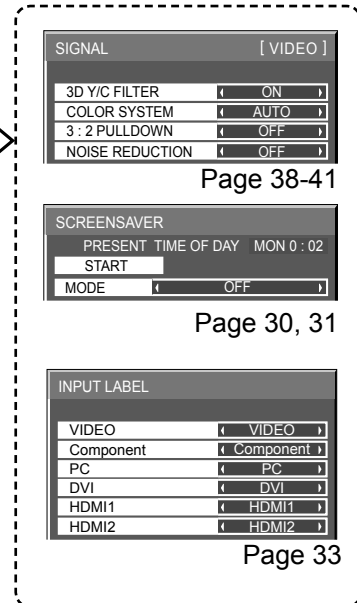 SIGNAL [ VIDEO ]
3D Y/C FILTER ON
COLOR SYSTEM AUTO
3 : 2 PULLDOWN OFF
NOISE REDUCTION OFF
Page 38-41
SCREENSAVER
PRESENT TIME OF DAY MON 0 : 02
START
MODE OFF
Page 30, 31
INPUT LABEL
VIDEO VIDEO
Component Component
PC PC
DVI DVI
HDMI1 HDMI1
HDMI2 HDMI2
Page 33